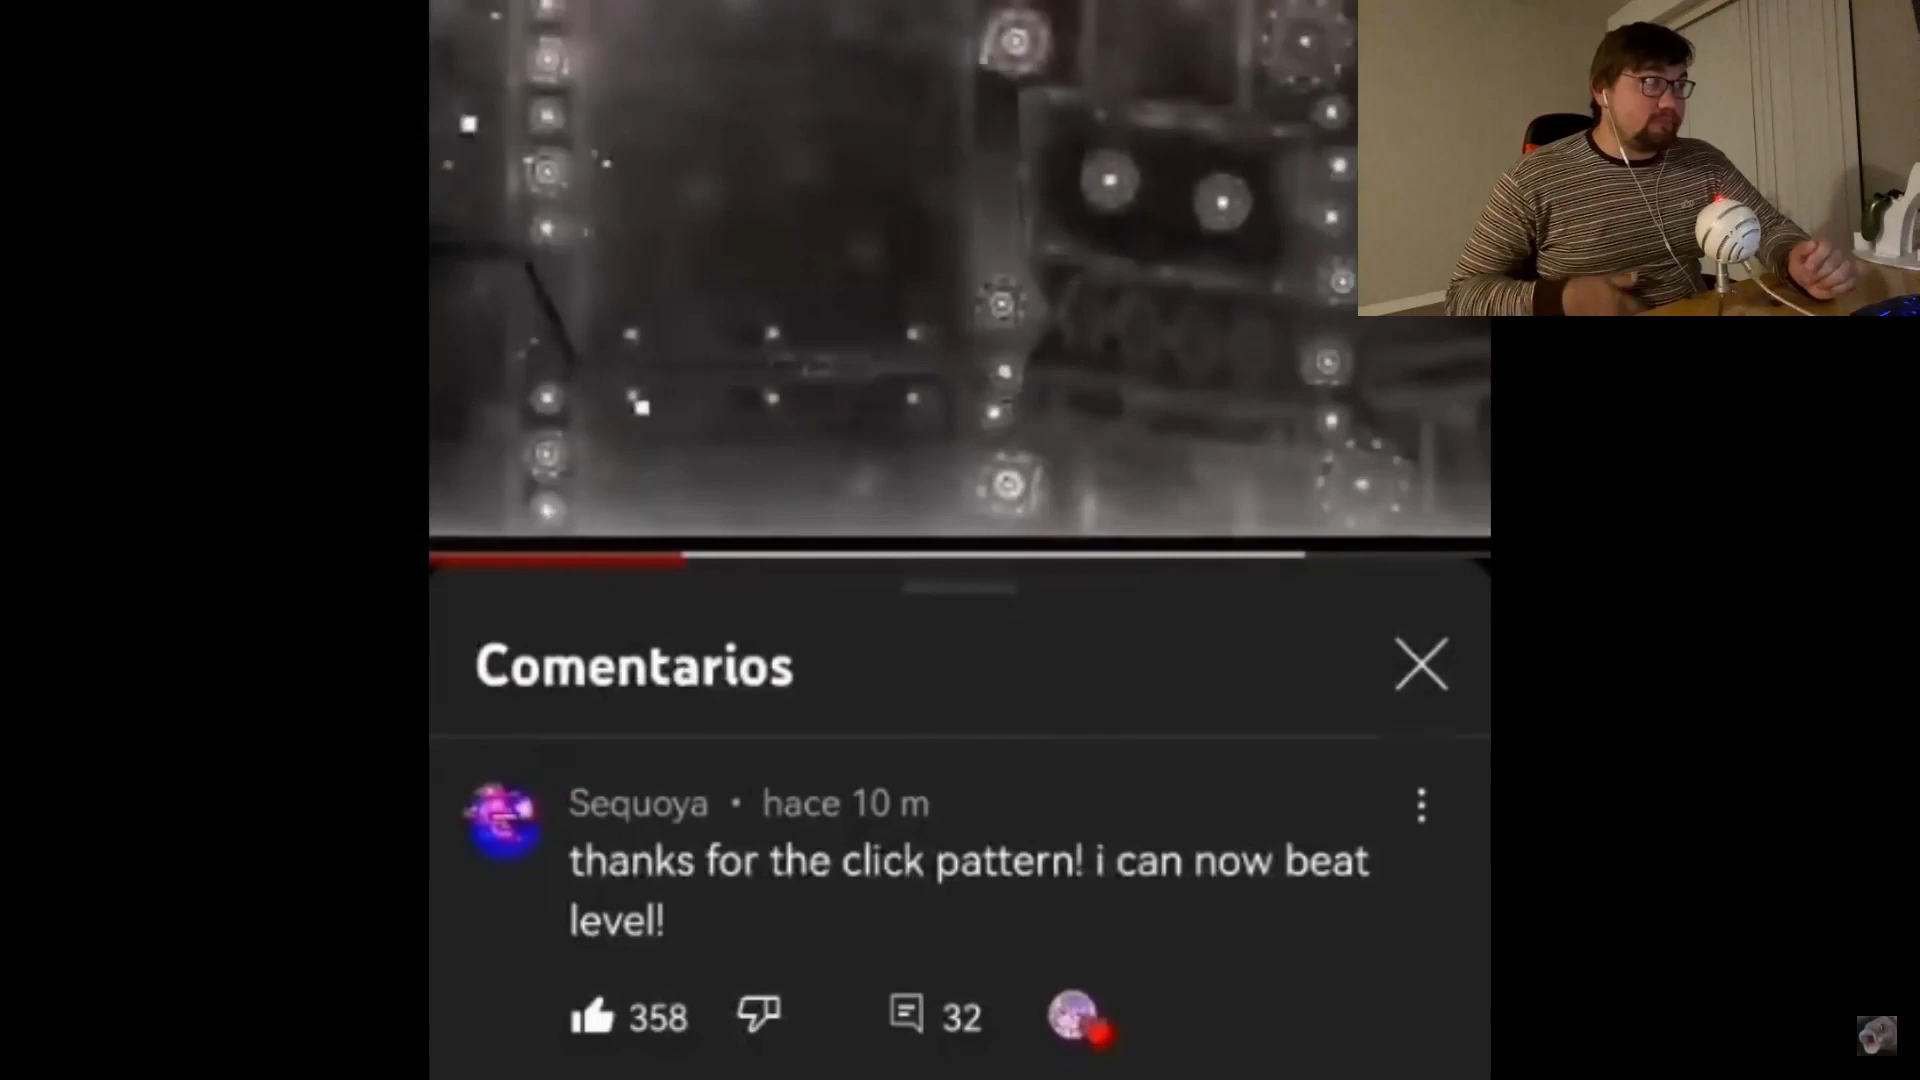 Comentarios
Sequoya • hace 10 m
thanks for the click pattern! i can now beat
level!
358
32